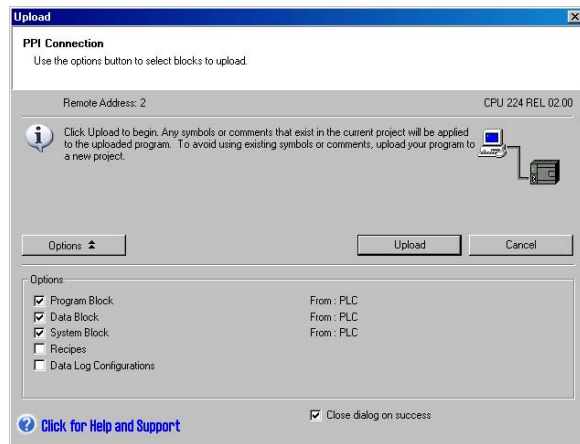 Upload
PPI Connection
Use the options button to select blocks to upload.
Remote Address: 2 CPU 224 REL 02.00
Click Upload to begin. Any symbols or comments that exist in the current project will be applied
to the uploaded program. To avoid using existing symbols or comments, upload your program to
a new project.
Options Upload Cancel
Options
Program Block From : PLC
Data Block From : PLC
System Block From : PLC
Recipes
Data Log Configurations
Click for Help and Support Close dialog on success